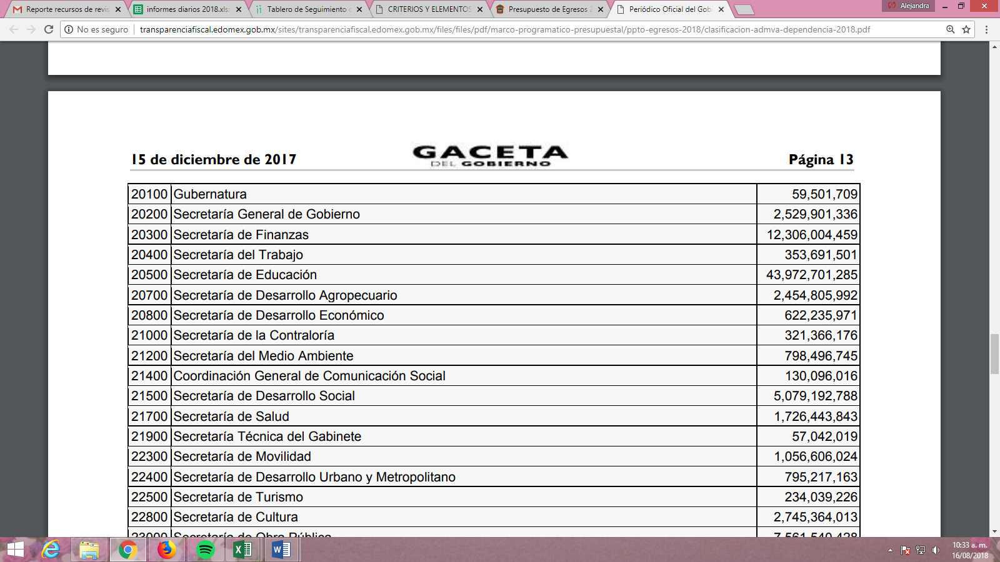 Reporte recursos de revis
informes diarios 2018.xls
Tablero de Seguimiento
CRITERIOS Y ELEMENTOS
Presupuesto de Egresos 2
Periódico Oficial del Gob
Alejandra
No es seguro
transparenciafiscal.edomex.gob.mx/sites/transparenciafiscal.edomex.gob.mx/files/files/pdf/marco-programatico-presupuestal/ppto-egresos-2018/clasificacion-admva-dependencia-2018.pdf
15 de diciembre de 2017
GACETA
DEL GOBIERNO
Página 13
20100 Gubernatura 59,501,709
20200 Secretaría General de Gobierno 2,529,901,336
20300 Secretaría de Finanzas 12,306,004,459
20400 Secretaría del Trabajo 353,691,501
20500 Secretaría de Educación 43,972,701,285
20700 Secretaría de Desarrollo Agropecuario 2,454,805,992
20800 Secretaría de Desarrollo Económico 622,235,971
21000 Secretaría de la Contraloría 321,366,176
21200 Secretaría del Medio Ambiente 798,496,745
21400 Coordinación General de Comunicación Social 130,096,016
21500 Secretaría de Desarrollo Social 5,079,192,788
21700 Secretaría de Salud 1,726,443,843
21900 Secretaría Técnica del Gabinete 57,042,019
22300 Secretaría de Movilidad 1,056,606,024
22400 Secretaría de Desarrollo Urbano y Metropolitano 795,217,163
22500 Secretaría de Turismo 234,039,226
22800 Secretaría de Cultura 2,745,364,013
23000 Secretaría de Obra Pública 7,561,540,428
10:33 a. m.
16/08/2018